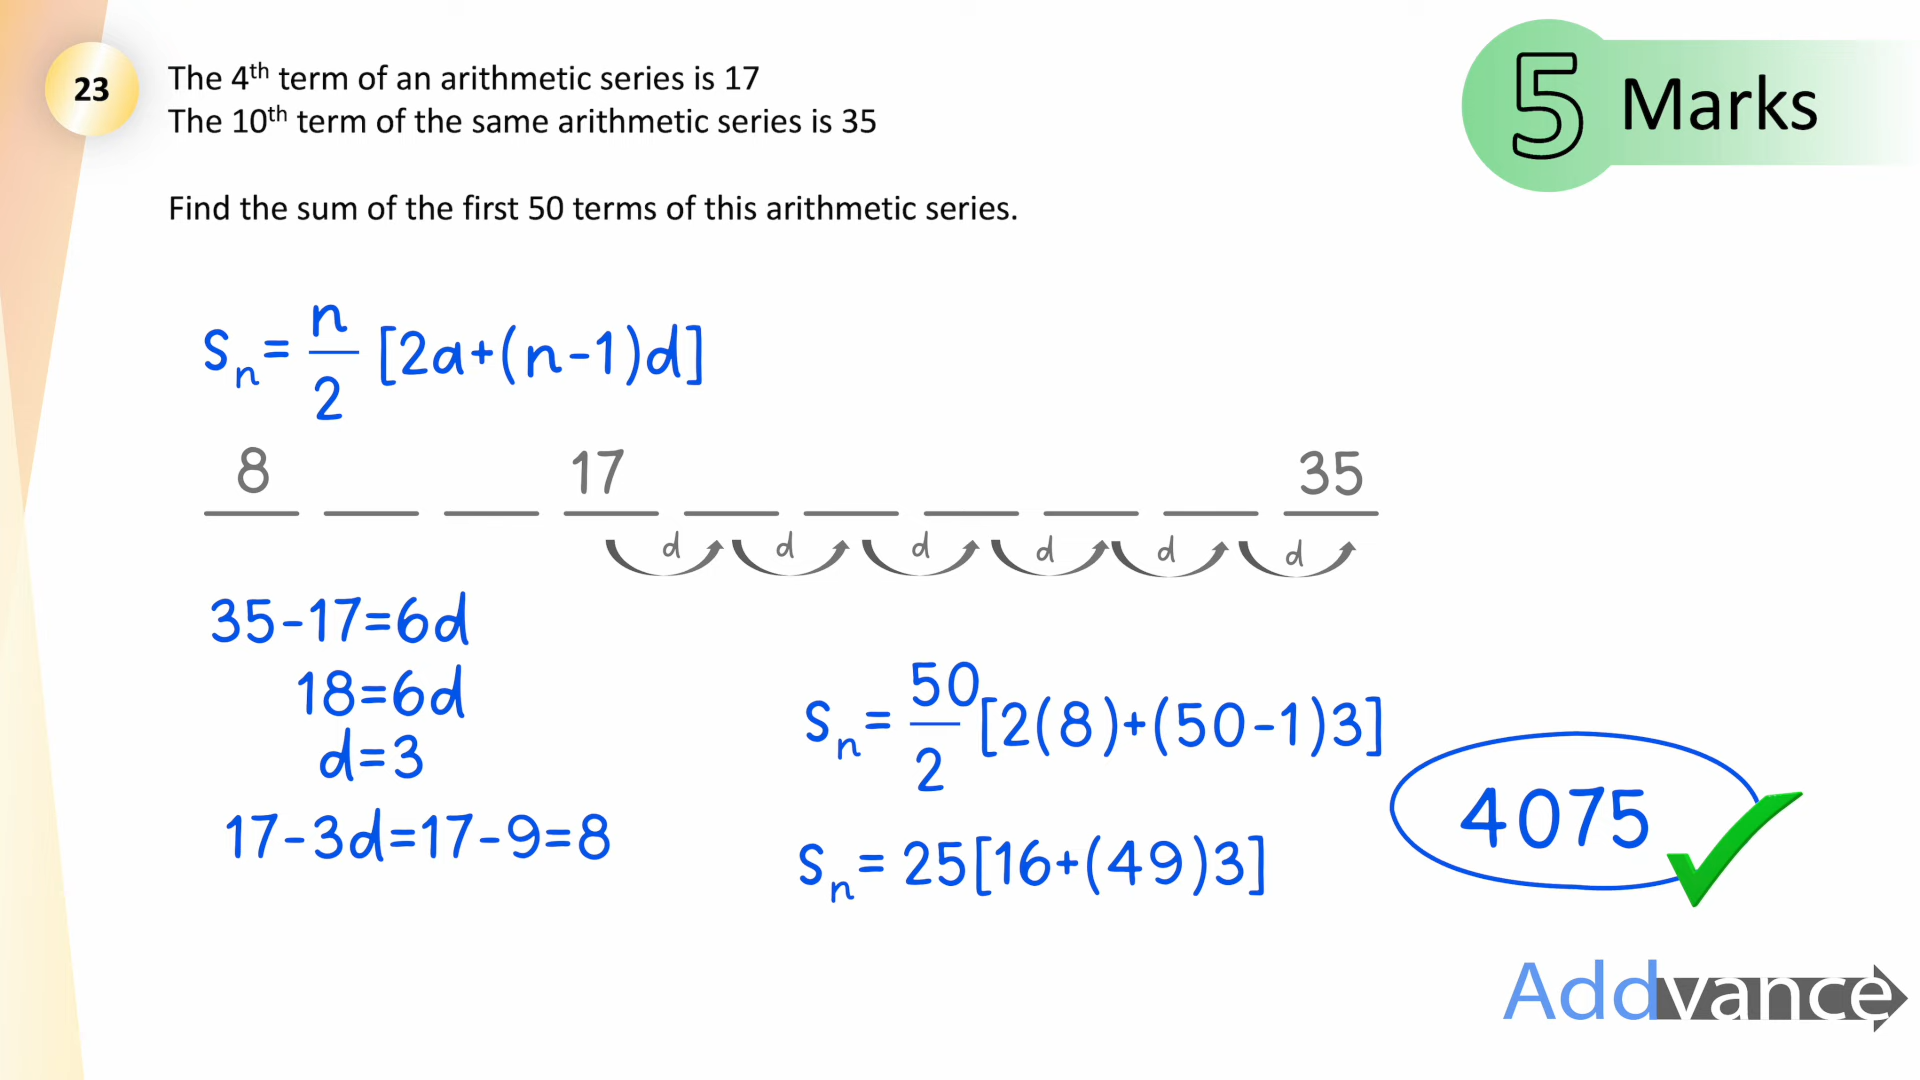 23
The 4th term of an arithmetic series is 17
The 10th term of the same arithmetic series is 35
5 Marks
Find the sum of the first 50 terms of this arithmetic series.
Sn = n/2 [2a+(n-1)d]
8 17 35
d d d d d d
35-17=6d
18=6d
d=3
17-3d=17-9=8
Sn = 50/2 [2(8)+(50-1)3]
Sn = 25[16+(49)3]
4075
Addvance